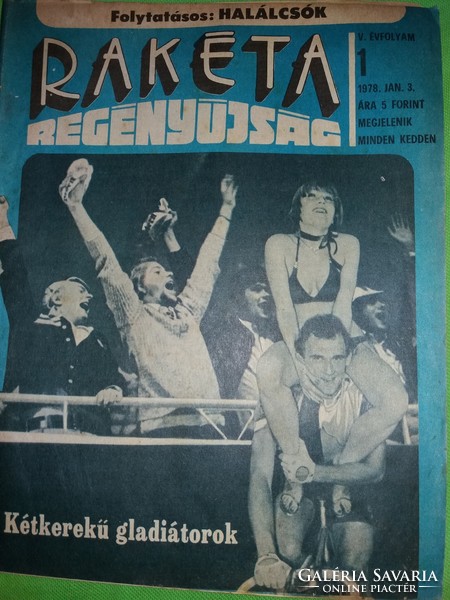 Folytatásos: HALÁLCSÓK
RAKÉTA
REGÉNYÚJSÁG
V. ÉVFOLYAM
1
1978. JAN. 3.
ÁRA 5 FORINT
MEGJELENIK
MINDEN KEDDEN
Kétkerekű gladiátorok
GALÉRIA SAVARIA
ONLINE PIACTÉR